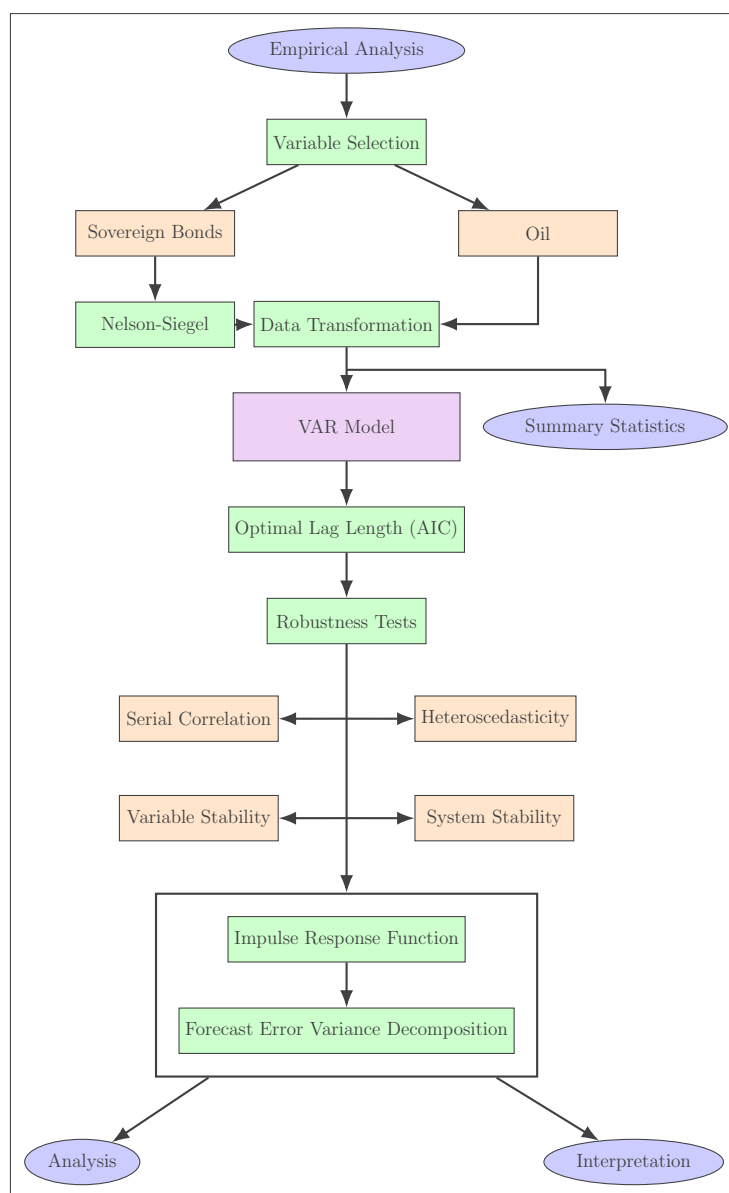 Empirical Analysis
Variable Selection
Sovereign Bonds
Oil
Nelson-Siegel
Data Transformation
VAR Model
Summary Statistics
Optimal Lag Length (AIC)
Robustness Tests
Serial Correlation
Heteroscedasticity
Variable Stability
System Stability
Impulse Response Function
Forecast Error Variance Decomposition
Analysis
Interpretation